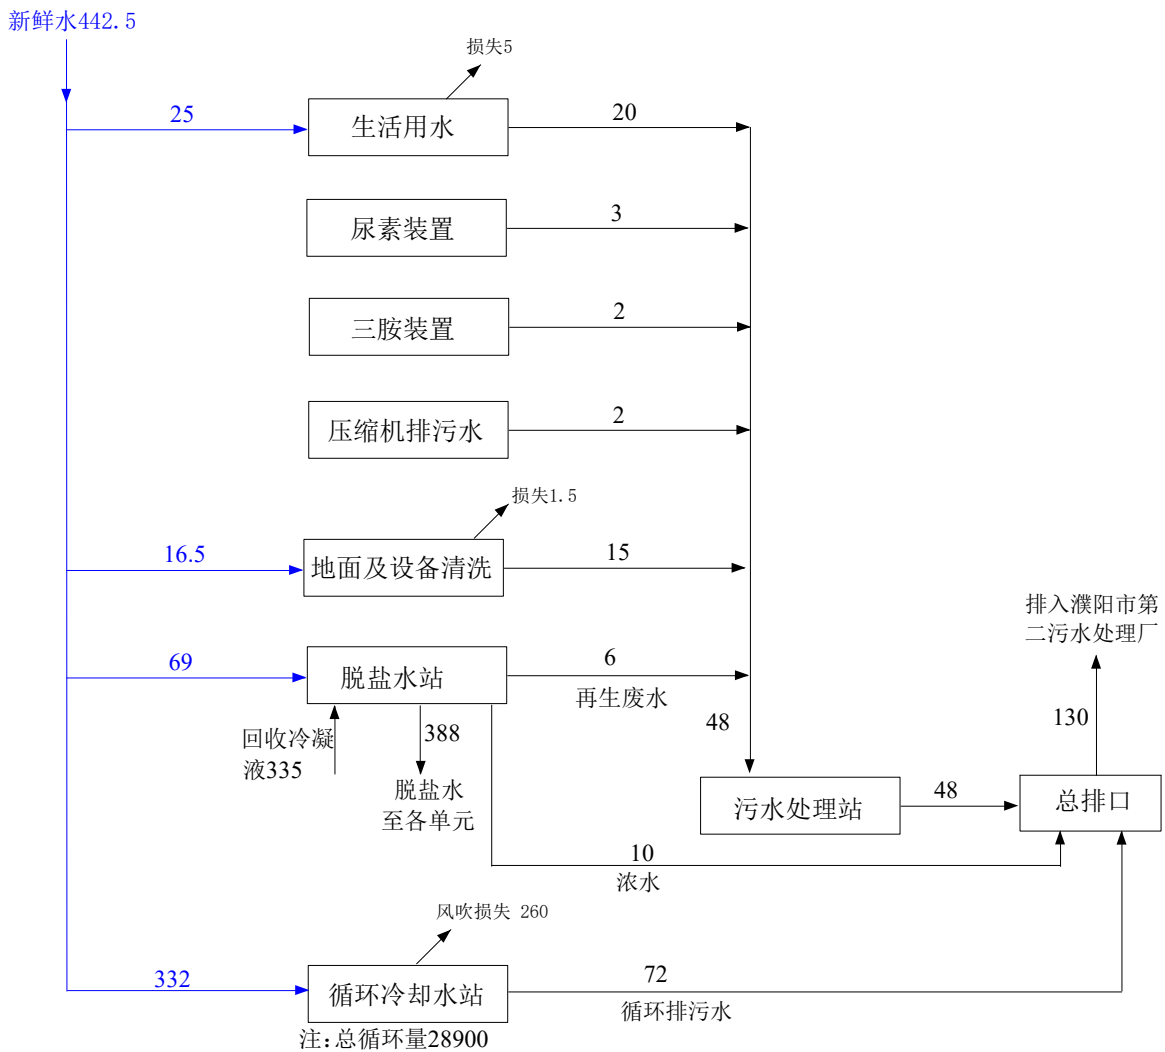 新鲜水442.5
损失5
25
生活用水
20
尿素装置
3
三胺装置
2
压缩机排污水
2
损失1.5
16.5
地面及设备清洗
15
排入濮阳市第
二污水处理厂
69
脱盐水站
6
再生废水
130
回收冷凝
液335
388
脱盐水
至各单元
48
污水处理站
48
总排口
10
浓水
风吹损失 260
332
循环冷却水站
72
循环排污水
注:总循环量28900